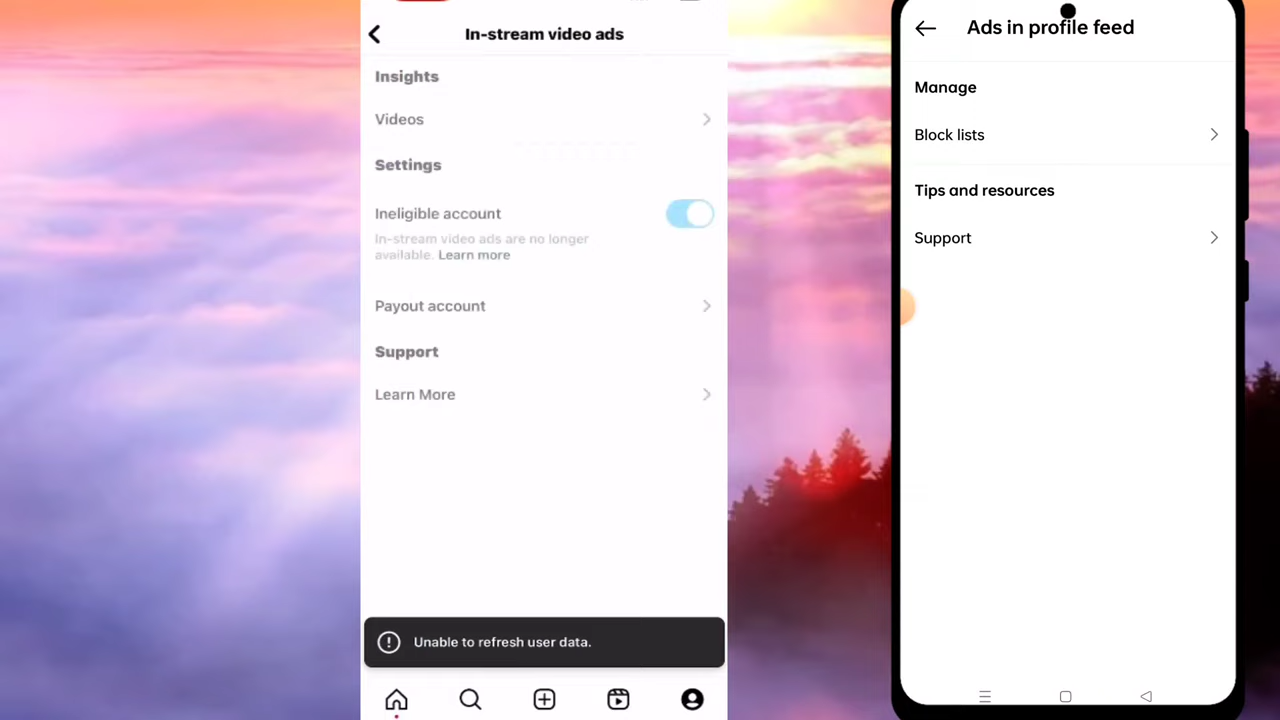 In-stream video ads
Insights
Videos
Settings
Ineligible account
In-stream video ads are no longer
available. Learn more
Payout account
Support
Learn More
Unable to refresh user data.
Ads in profile feed
Manage
Block lists
Tips and resources
Support